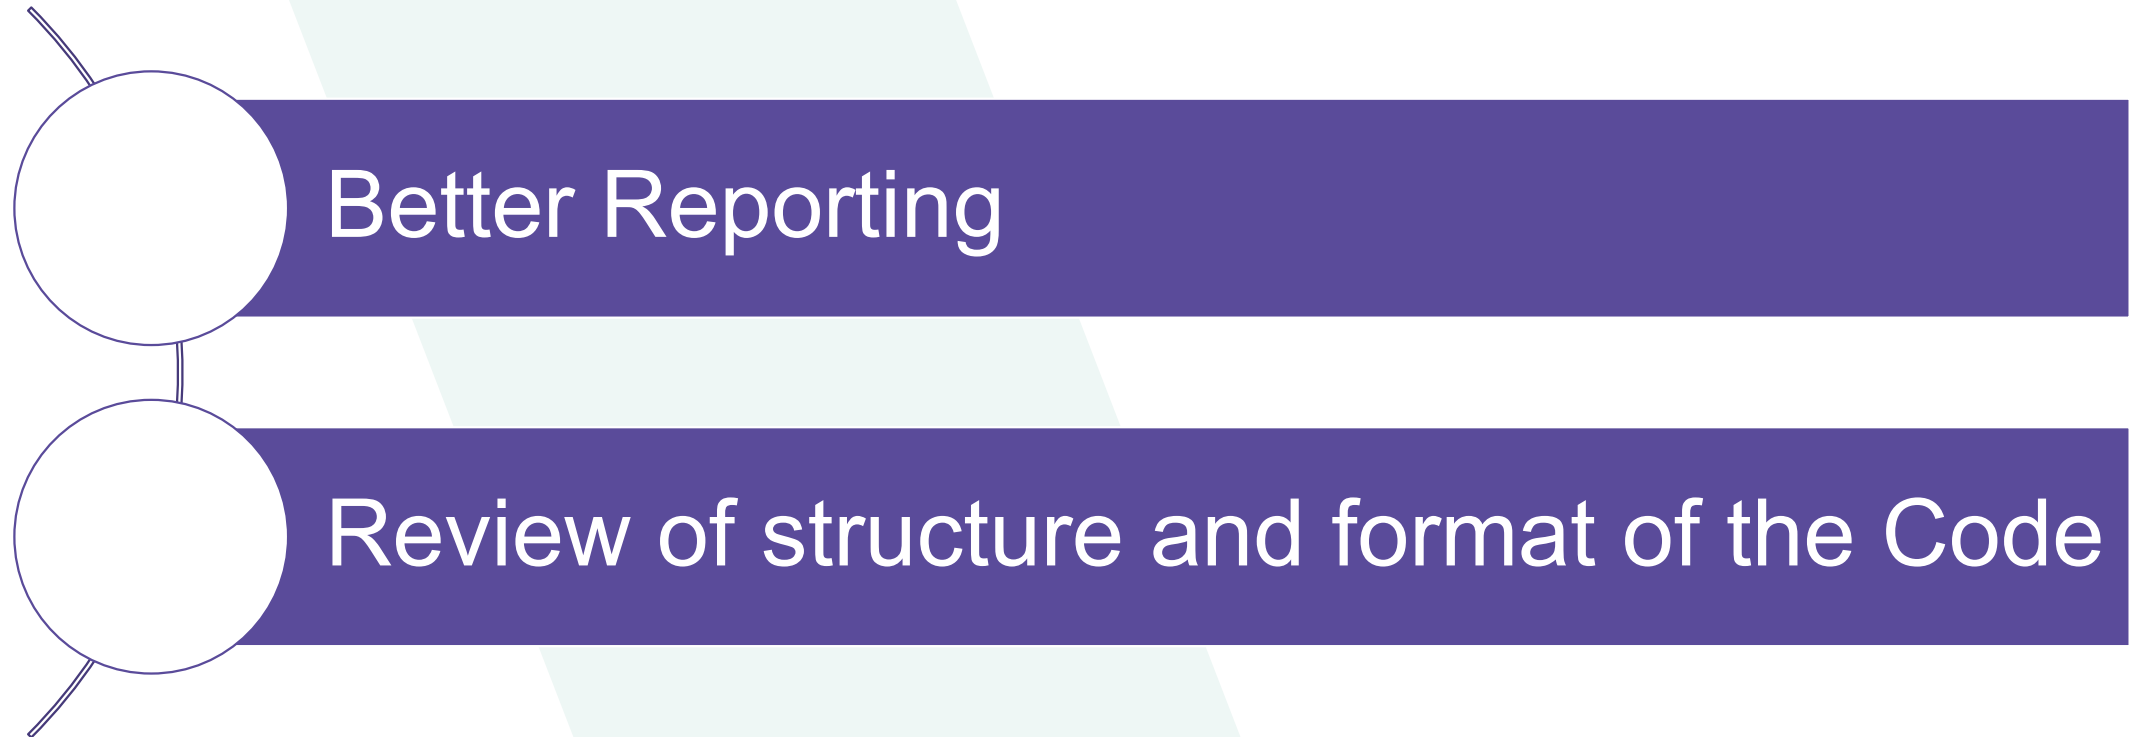 Better Reporting
Review of structure and format of the Code